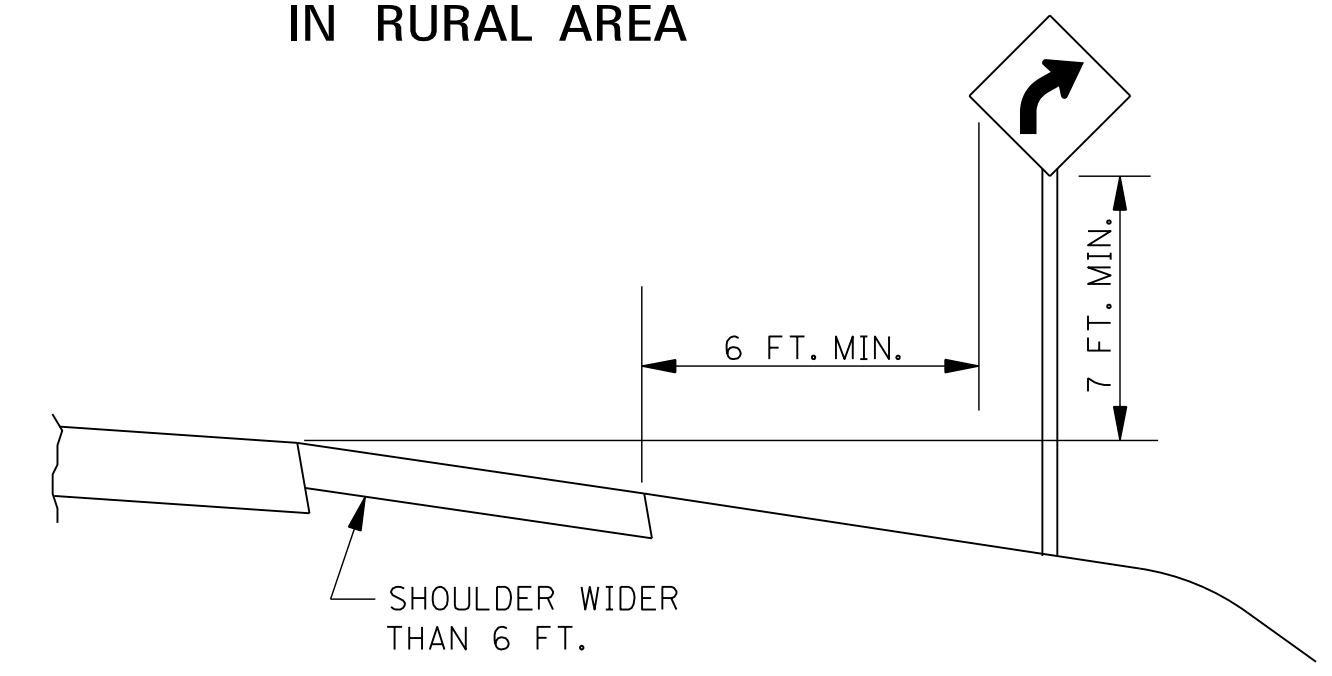 IN RURAL AREA
6 FT. MIN.
7 FT. MIN.
SHOULDER WIDER
THAN 6 FT.